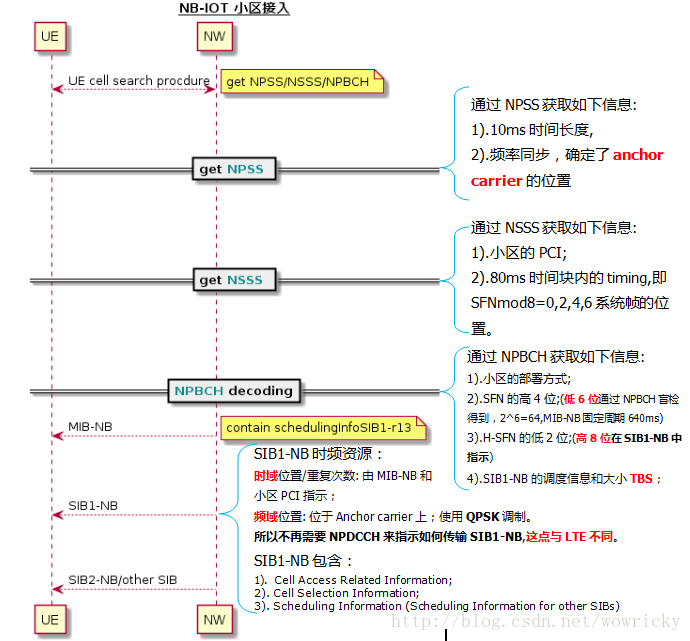 NB-IOT 小区接入
UE
NW
UE cell search procdure
get NPSS/NSSS/NPBCH
通过 NPSS 获取如下信息:
1).10ms 时间长度,
2).频率同步，确定了 anchor
carrier 的位置
get NPSS
通过 NSSS 获取如下信息:
1).小区的 PCI;
2).80ms 时间块内的 timing,即
SFNmod8=0,2,4,6 系统帧的位
置。
get NSSS
通过 NPBCH 获取如下信息:
1).小区的部署方式;
2).SFN 的高 4 位;(低 6 位通过 NPBCH 盲检
得到，2^6=64,MIB-NB 固定周期 640ms)
3).H-SFN 的低 2 位;(高 8 位在 SIB1-NB 中
指示)
4).SIB1-NB 的调度信息和大小 TBS；
NPBCH decoding
MIB-NB
contain schedulingInfoSIB1-r13
SIB1-NB 时频资源：
时域位置/重复次数: 由 MIB-NB 和
小区 PCI 指示；
频域位置: 位于 Anchor carrier 上；使用 QPSK 调制。
所以不再需要 NPDCCH 来指示如何传输 SIB1-NB,这点与 LTE 不同。
SIB1-NB
SIB1-NB 包含：
1). Cell Access Related Information;
2). Cell Selection Information;
3). Scheduling Information (Scheduling Information for other SIBs)
SIB2-NB/other SIB
UE
NW
http://blog.csdn.net/wowricky